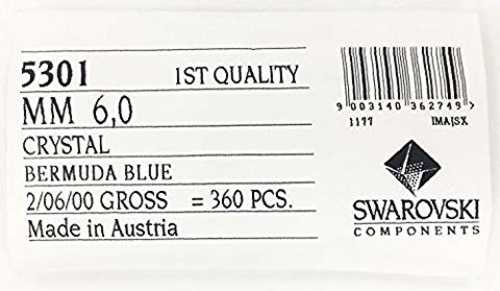 5301 1ST QUALITY
MM 6,0
CRYSTAL
BERMUDA BLUE
2/06/00 GROSS = 360 PCS.
Made in Austria
9 003140 362749
1177 IMAJSX
SWAROVSKI
COMPONENTS